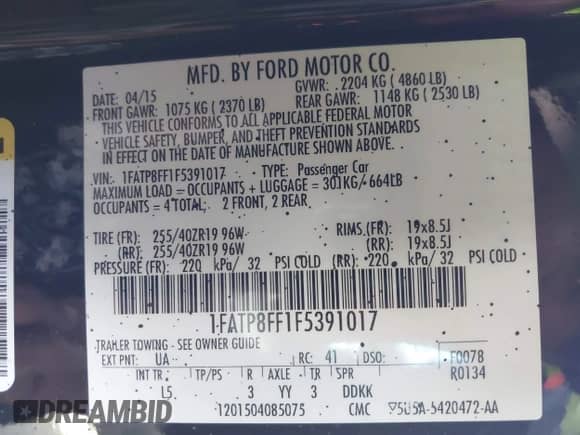 MFD. BY FORD MOTOR CO.
DATE: 04/15 GVWR: 2204 KG ( 4860 LB)
FRONT GAWR: 1075 KG ( 2370 LB) REAR GAWR: 1148 KG ( 2530 LB)
THIS VEHICLE CONFORMS TO ALL APPLICABLE FEDERAL MOTOR
VEHICLE SAFETY, BUMPER, AND THEFT PREVENTION STANDARDS
IN EFFECT ON THE DATE OF MANUFACTURE SHOWN ABOVE.
VIN: 1FATP8FF1F5391017 TYPE: Passenger Car
MAXIMUM LOAD = OCCUPANTS + LUGGAGE = 301KG/ 664LB
OCCUPANTS = 4 TOTAL: 2 FRONT, 2 REAR
TIRE (FR): 255/40ZR19 96W RIMS.(FR): 19x8.5J
(RR): 255/40ZR19 96W (RR): 19x8.5J
PRESSURE (FR): 220 kPa/ 32 PSI COLD (RR): 220 kPa/ 32 PSI COLD
1FATP8FF1F5391017
TRAILER TOWING - SEE OWNER GUIDE
EXT PNT: UA RC: 41 DSO: F0078
INT TR. TP/PS R AXLE TR SPR R0134
L5 3 YY 3 DDKK
1201504085075 CMC 5U5A-5420472-AA
DREAMBID